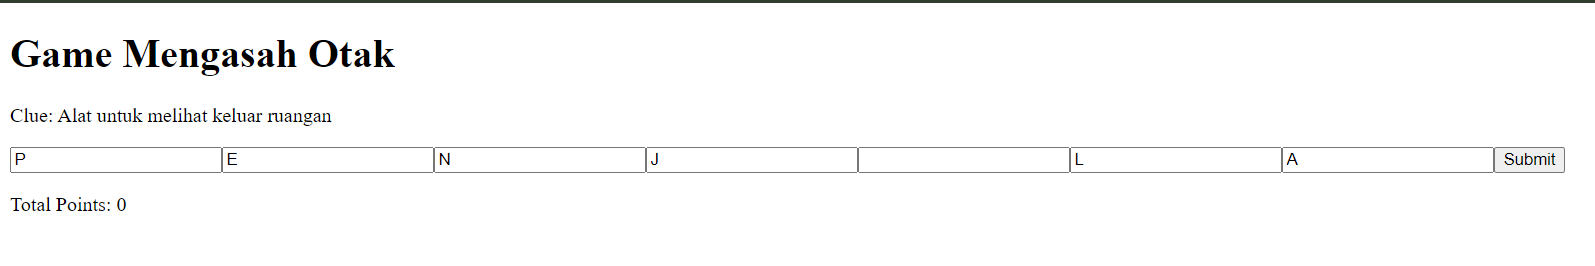 Game Mengasah Otak
Clue: Alat untuk melihat keluar ruangan
P E N J L A Submit
Total Points: 0